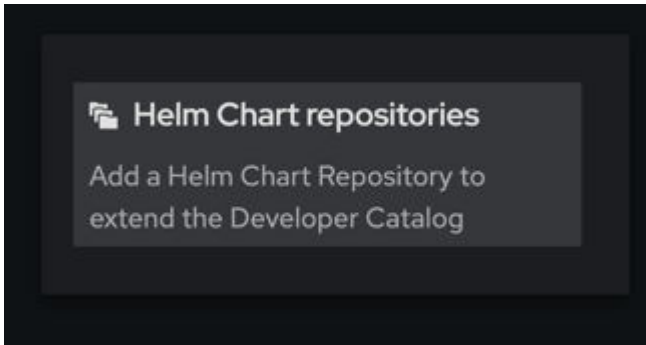 Helm Chart repositories
Add a Helm Chart Repository to
extend the Developer Catalog